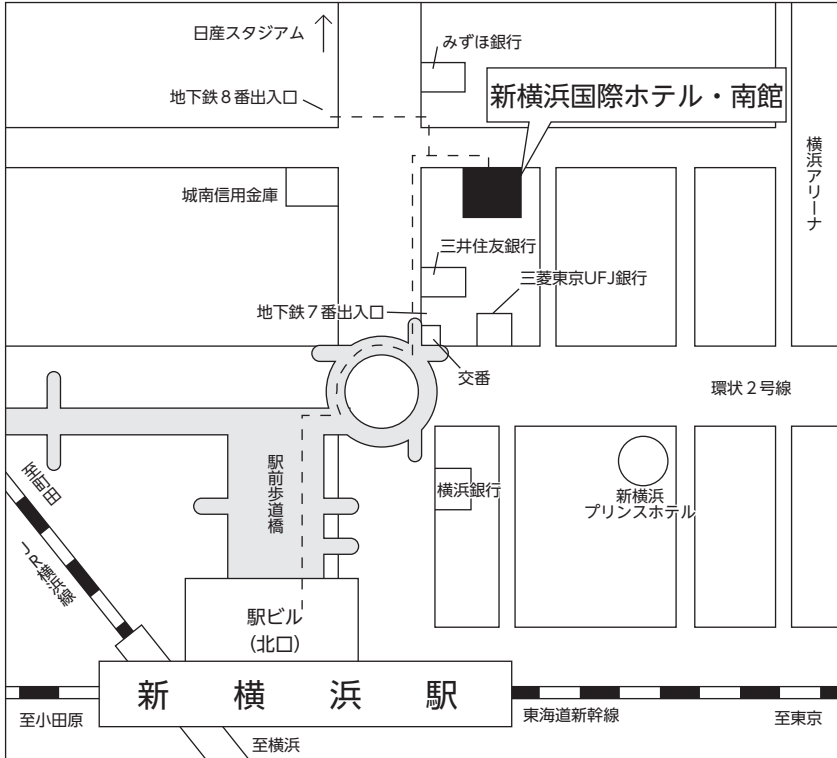 日産スタジアム
みずほ銀行
地下鉄８番出入口
新横浜国際ホテル・南館
横浜アリーナ
城南信用金庫
三井住友銀行
三菱東京UFJ銀行
地下鉄７番出入口
交番
環状２号線
至町田
駅前歩道橋
横浜銀行
新横浜
プリンスホテル
JR横浜線
駅ビル
（北口）
新横浜駅
至小田原
東海道新幹線
至東京
至横浜